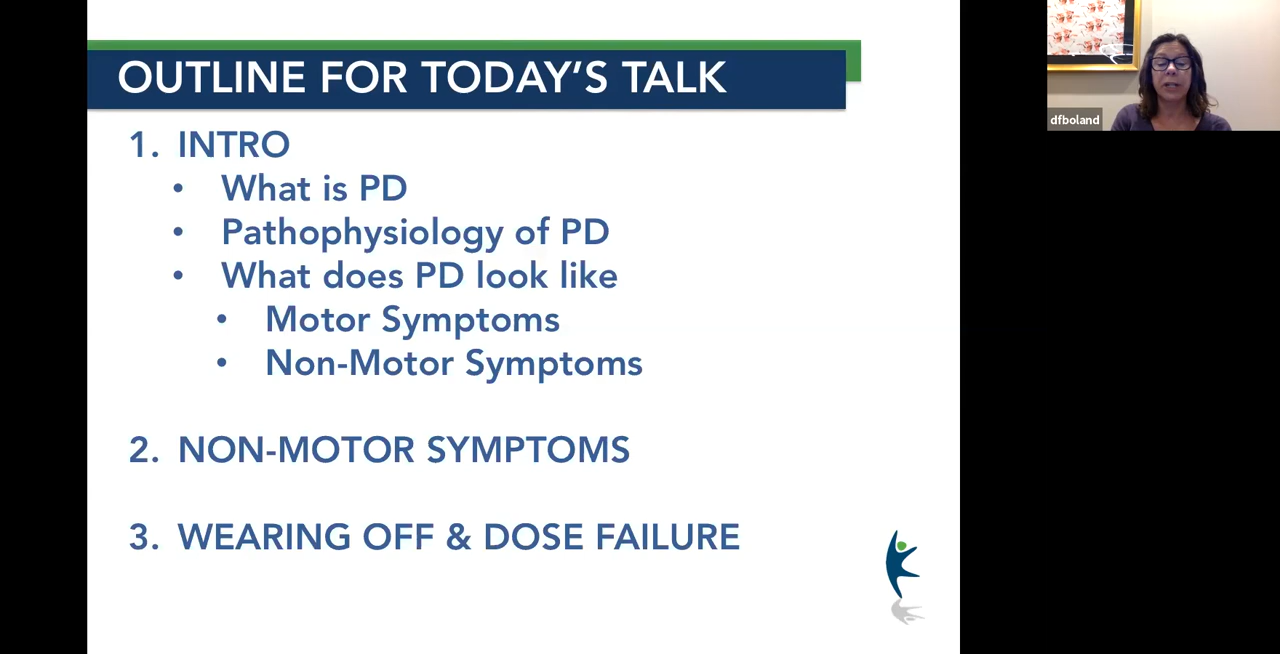 OUTLINE FOR TODAY'S TALK
1. INTRO
• What is PD
• Pathophysiology of PD
• What does PD look like
• Motor Symptoms
• Non-Motor Symptoms
2. NON-MOTOR SYMPTOMS
3. WEARING OFF & DOSE FAILURE
dfboland